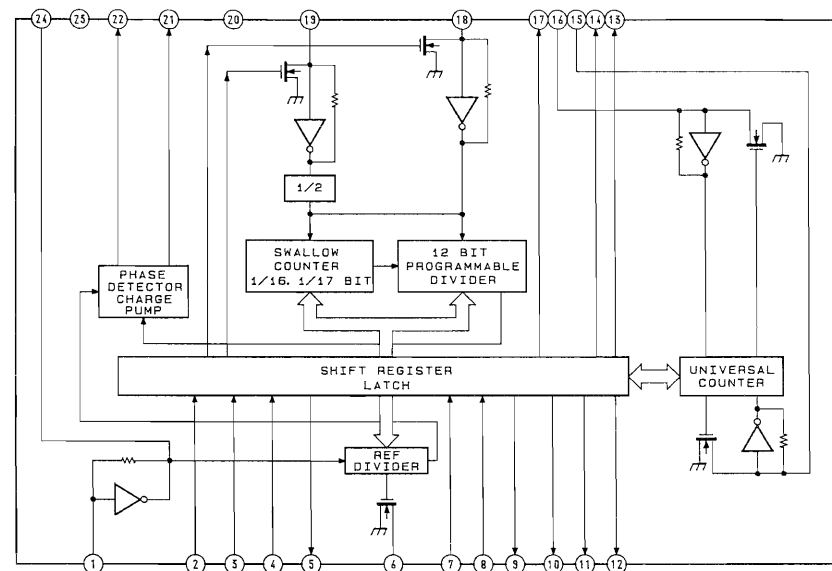 24 23 22 21 20 19 18 17 16 15 14 13
1/2
SWALLOW
COUNTER
1/16. 1/17 BIT
12 BIT
PROGRAMMABLE
DIVIDER
PHASE
DETECTOR
CHARGE
PUMP
SHIFT REGISTER
LATCH
UNIVERSAL
COUNTER
REF
DIVIDER
1 2 3 4 5 6 7 8 9 10 11 12